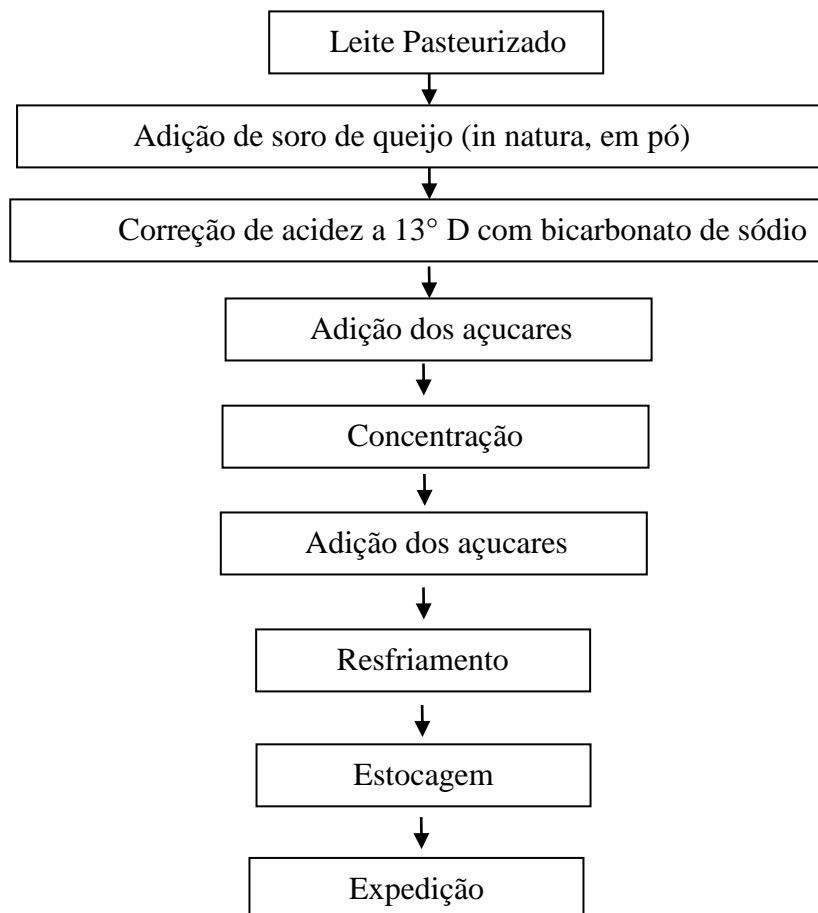 Leite Pasteurizado
Adição de soro de queijo (in natura, em pó)
Correção de acidez a 13° D com bicarbonato de sódio
Adição dos açucares
Concentração
Adição dos açucares
Resfriamento
Estocagem
Expedição